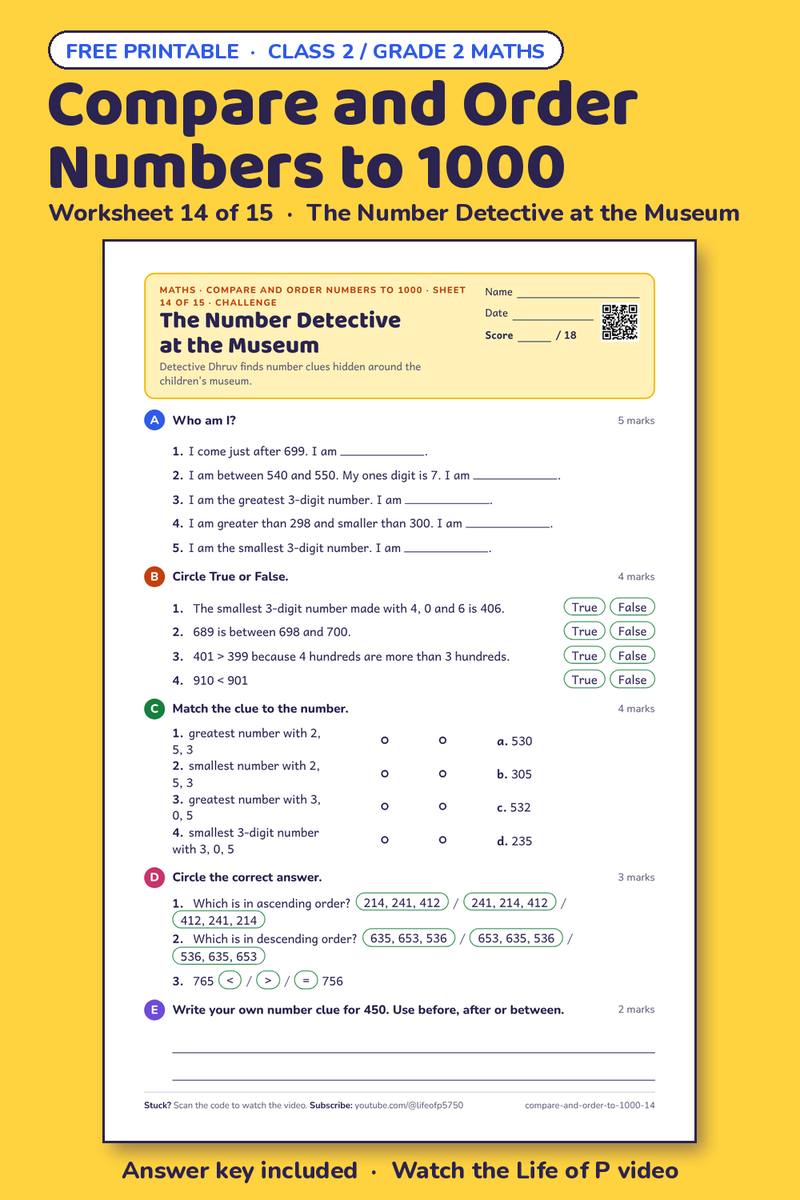 FREE PRINTABLE · CLASS 2 / GRADE 2 MATHS
Compare and Order
Numbers to 1000
Worksheet 14 of 15 · The Number Detective at the Museum
MATHS · COMPARE AND ORDER NUMBERS TO 1000 · SHEET
14 OF 15 · CHALLENGE
The Number Detective
at the Museum
Detective Dhruv finds number clues hidden around the
children's museum.
Name
Date
Score _____ / 18
A Who am I? 5 marks
1. I come just after 699. I am ____________.
2. I am between 540 and 550. My ones digit is 7. I am ____________.
3. I am the greatest 3-digit number. I am ____________.
4. I am greater than 298 and smaller than 300. I am ____________.
5. I am the smallest 3-digit number. I am ____________.
B Circle True or False. 4 marks
1. The smallest 3-digit number made with 4, 0 and 6 is 406. True False
2. 689 is between 698 and 700. True False
3. 401 > 399 because 4 hundreds are more than 3 hundreds. True False
4. 910 < 901 True False
C Match the clue to the number. 4 marks
1. greatest number with 2,
5, 3
a. 530
2. smallest number with 2,
5, 3
b. 305
3. greatest number with 3,
0, 5
c. 532
4. smallest 3-digit number
with 3, 0, 5
d. 235
D Circle the correct answer. 3 marks
1. Which is in ascending order? 214, 241, 412 / 241, 214, 412 /
412, 241, 214
2. Which is in descending order? 635, 653, 536 / 653, 635, 536 /
536, 635, 653
3. 765 < / > / = 756
E Write your own number clue for 450. Use before, after or between. 2 marks
Stuck? Scan the code to watch the video. Subscribe: youtube.com/@lifeofp5750
compare-and-order-to-1000-14
Answer key included · Watch the Life of P video